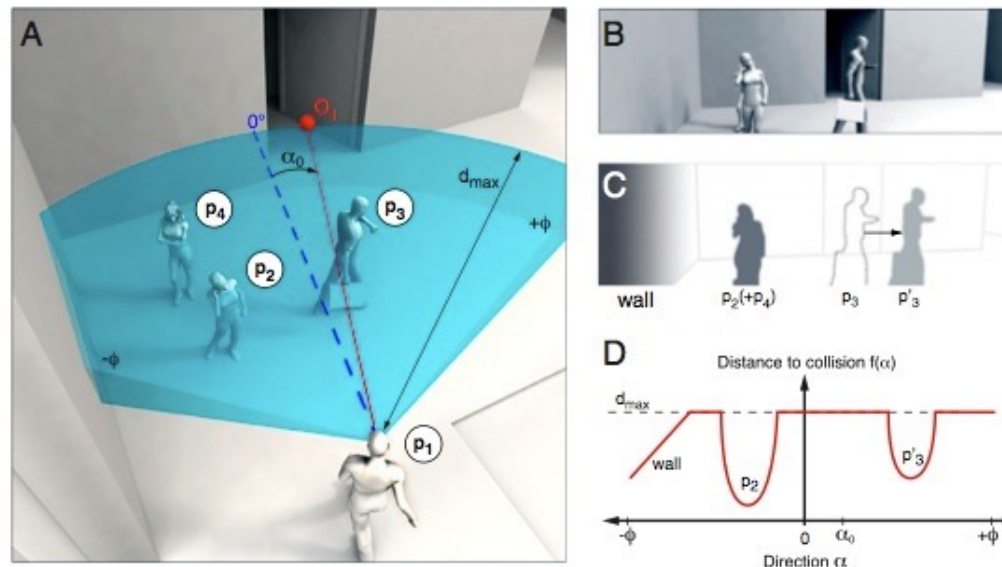 A
0°
O₁
α₀
dmax
p₄
p₃
+ϕ
p₂
-ϕ
p₁
B
C
wall
p₂(+p₄)
p₃
p'₃
D
Distance to collision f(α)
dmax
wall
p₂
p'₃
-ϕ
0
α₀
+ϕ
Direction α